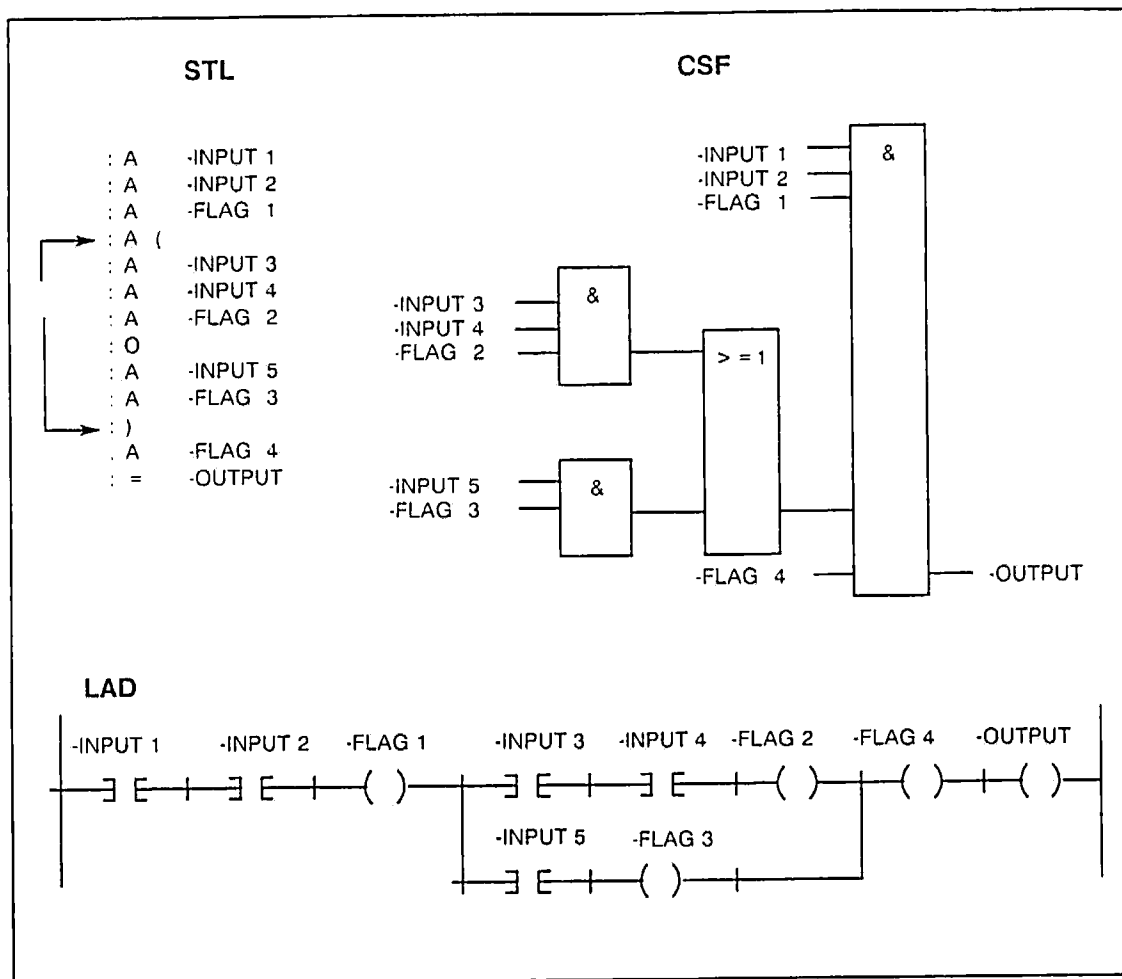 STL
: A -INPUT 1
: A -INPUT 2
: A -FLAG 1
: A (
: A -INPUT 3
: A -INPUT 4
: A -FLAG 2
: O
: A -INPUT 5
: A -FLAG 3
: )
. A -FLAG 4
: = -OUTPUT
CSF
-INPUT 1
-INPUT 2
-FLAG 1
&
-INPUT 3
-INPUT 4
-FLAG 2
&
> = 1
-INPUT 5
-FLAG 3
&
-FLAG 4
-OUTPUT
LAD
-INPUT 1 -INPUT 2 -FLAG 1 -INPUT 3 -INPUT 4 -FLAG 2 -FLAG 4 -OUTPUT
-INPUT 5 -FLAG 3